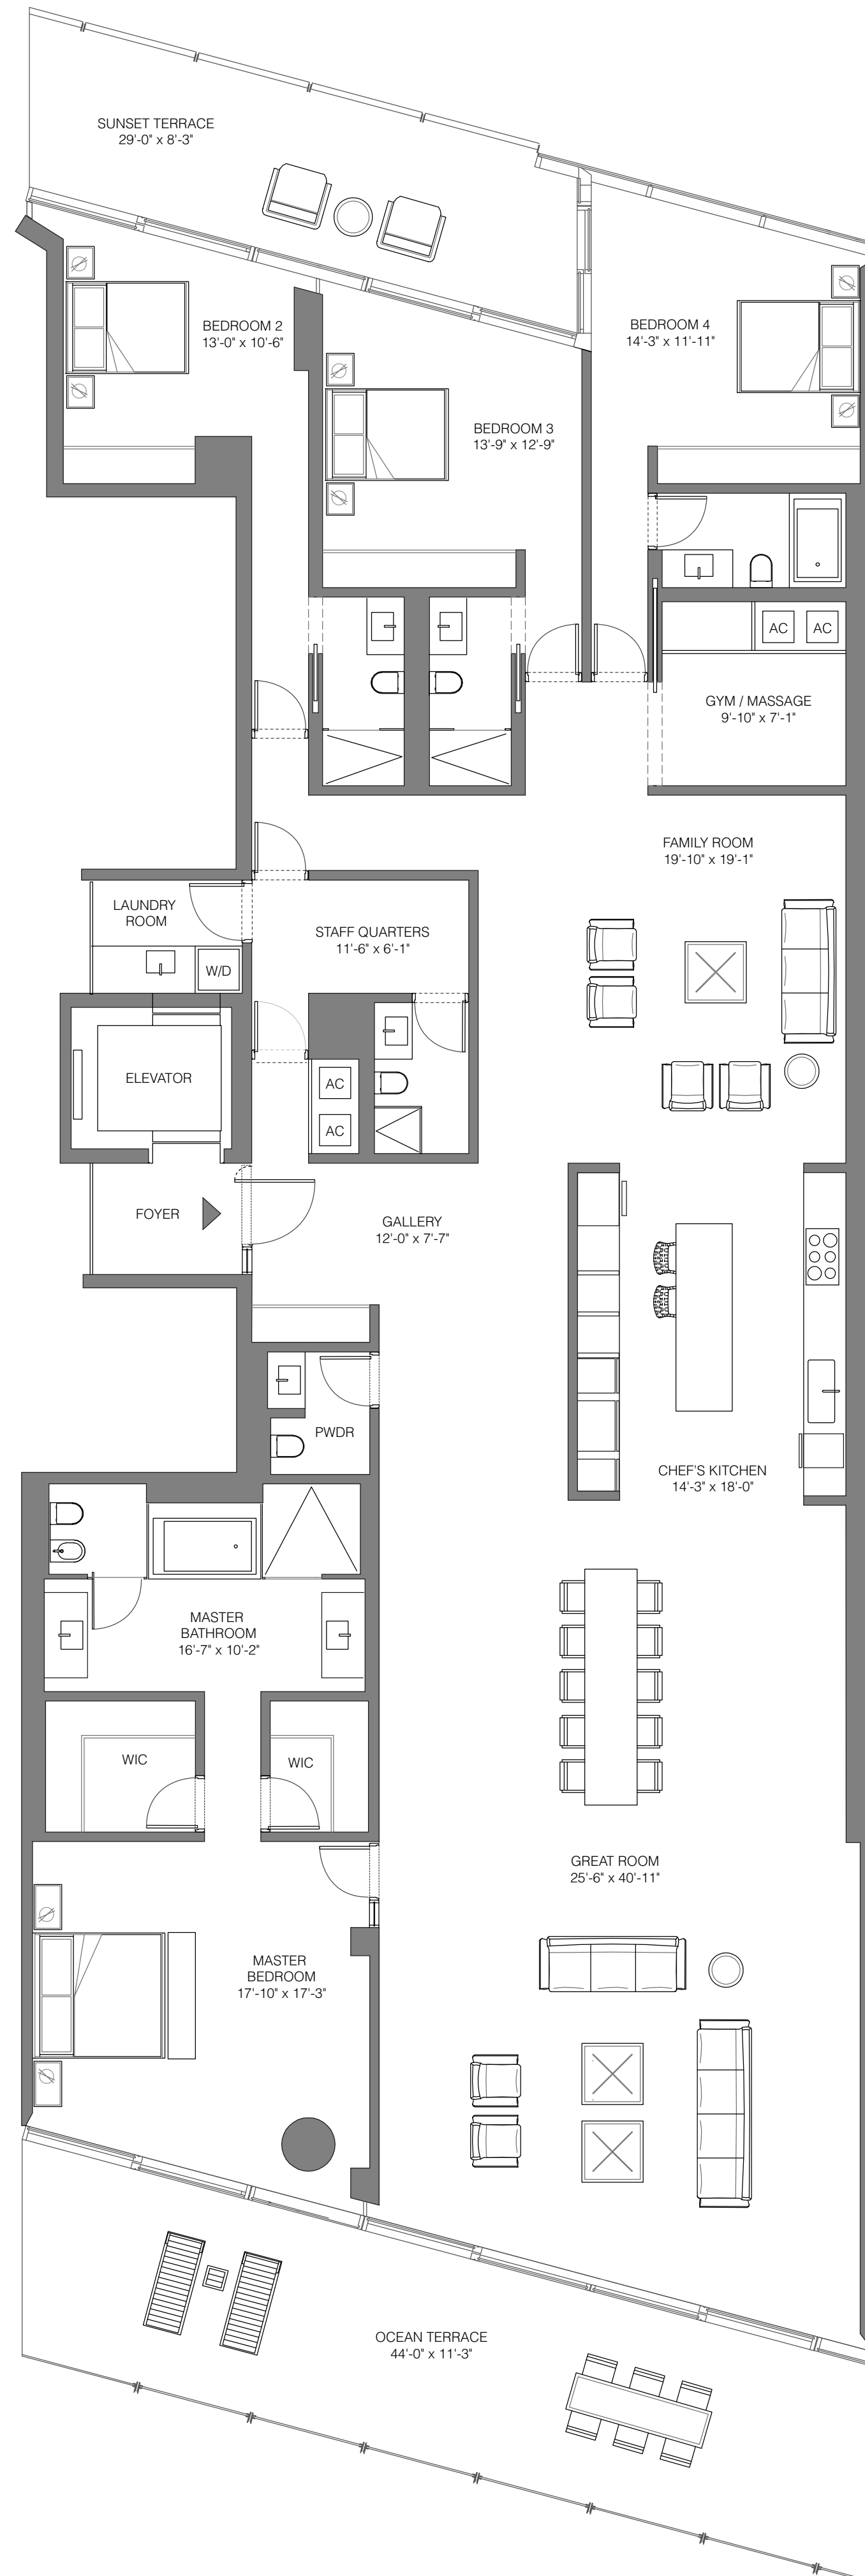 SUNSET TERRACE
29'-0" x 8'-3"
BEDROOM 2
13'-0" x 10'-6"
BEDROOM 4
14'-3" x 11'-11"
BEDROOM 3
13'-9" x 12'-9"
AC
AC
GYM / MASSAGE
9'-10" x 7'-1"
FAMILY ROOM
19'-10" x 19'-1"
LAUNDRY
ROOM
STAFF QUARTERS
11'-6" x 6'-1"
W/D
ELEVATOR
AC
AC
FOYER
GALLERY
12'-0" x 7'-7"
PWDR
CHEF'S KITCHEN
14'-3" x 18'-0"
MASTER
BATHROOM
16'-7" x 10'-2"
WIC
WIC
GREAT ROOM
25'-6" x 40'-11"
MASTER
BEDROOM
17'-10" x 17'-3"
OCEAN TERRACE
44'-0" x 11'-3"